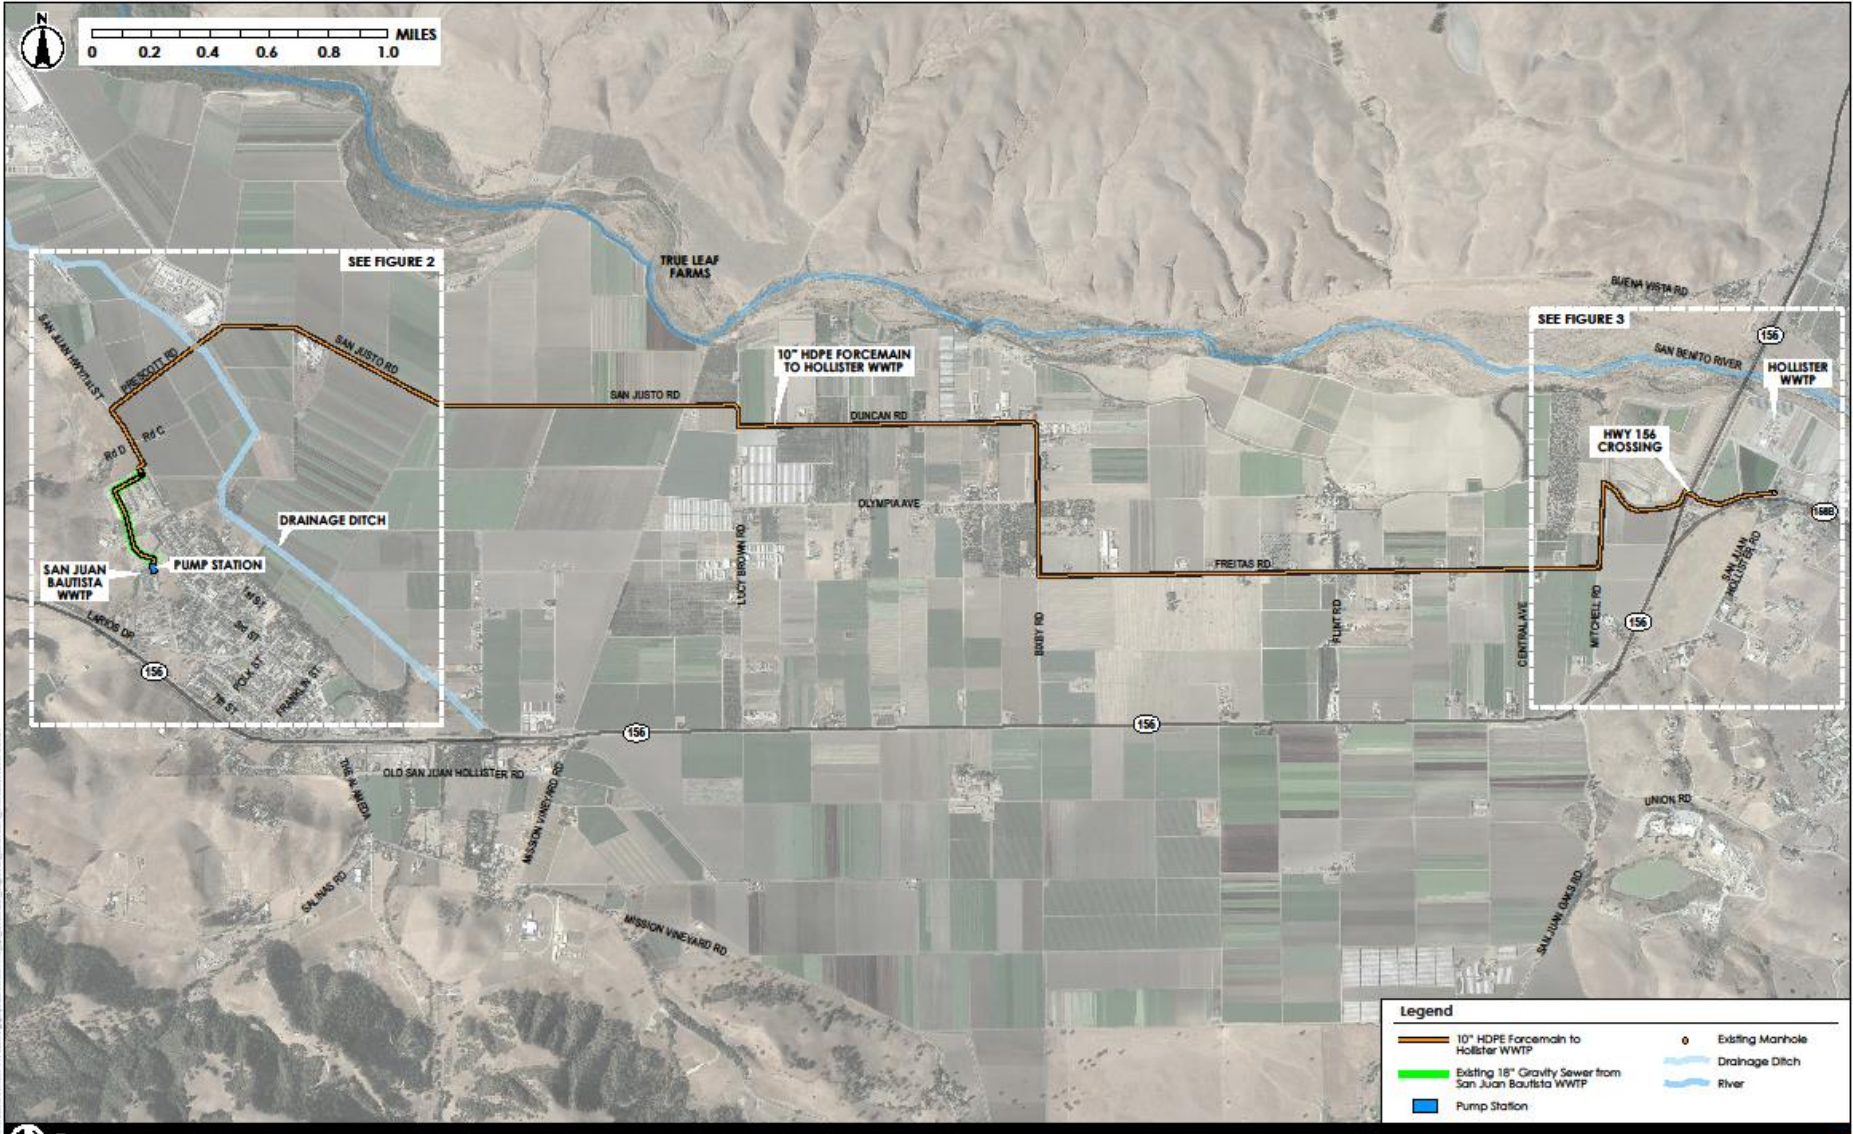 N
MILES
0 0.2 0.4 0.6 0.8 1.0
SEE FIGURE 2
TRUE LEAF
FARMS
BUENA VISTA RD
SEE FIGURE 3
156
SAN BENITO RIVER
HOLLISTER
WWTP
SAN JUAN HWY/1st ST
PRESCOTT RD
SAN JUSTO RD
10" HDPE FORCEMAIN
TO HOLLISTER WWTP
SAN JUSTO RD
DUNCAN RD
HWY 156
CROSSING
Rd D
Rd C
OLYMPIA AVE
DRAINAGE DITCH
156B
LUCY BROWN RD
SAN JUAN
HOLLISTER RD
SAN JUAN
BAUTISTA
WWTP
PUMP STATION
FREITAS RD
1st ST
3rd ST
LARIOS DR
BIXBY RD
FLINT RD
CENTRAL AVE
MITCHELL RD
156
156
POLK ST
7th ST
FRANKLIN ST
156
156
THE ALAMEDA
OLD SAN JUAN HOLLISTER RD
MISSION VINEYARD RD
UNION RD
SALINAS RD
MISSION VINEYARD RD
SAN JUAN OAKS RD
Legend
10" HDPE Forcemain to
Hollister WWTP
Existing 18" Gravity Sewer from
San Juan Bautista WWTP
Pump Station
Existing Manhole
Drainage Ditch
River